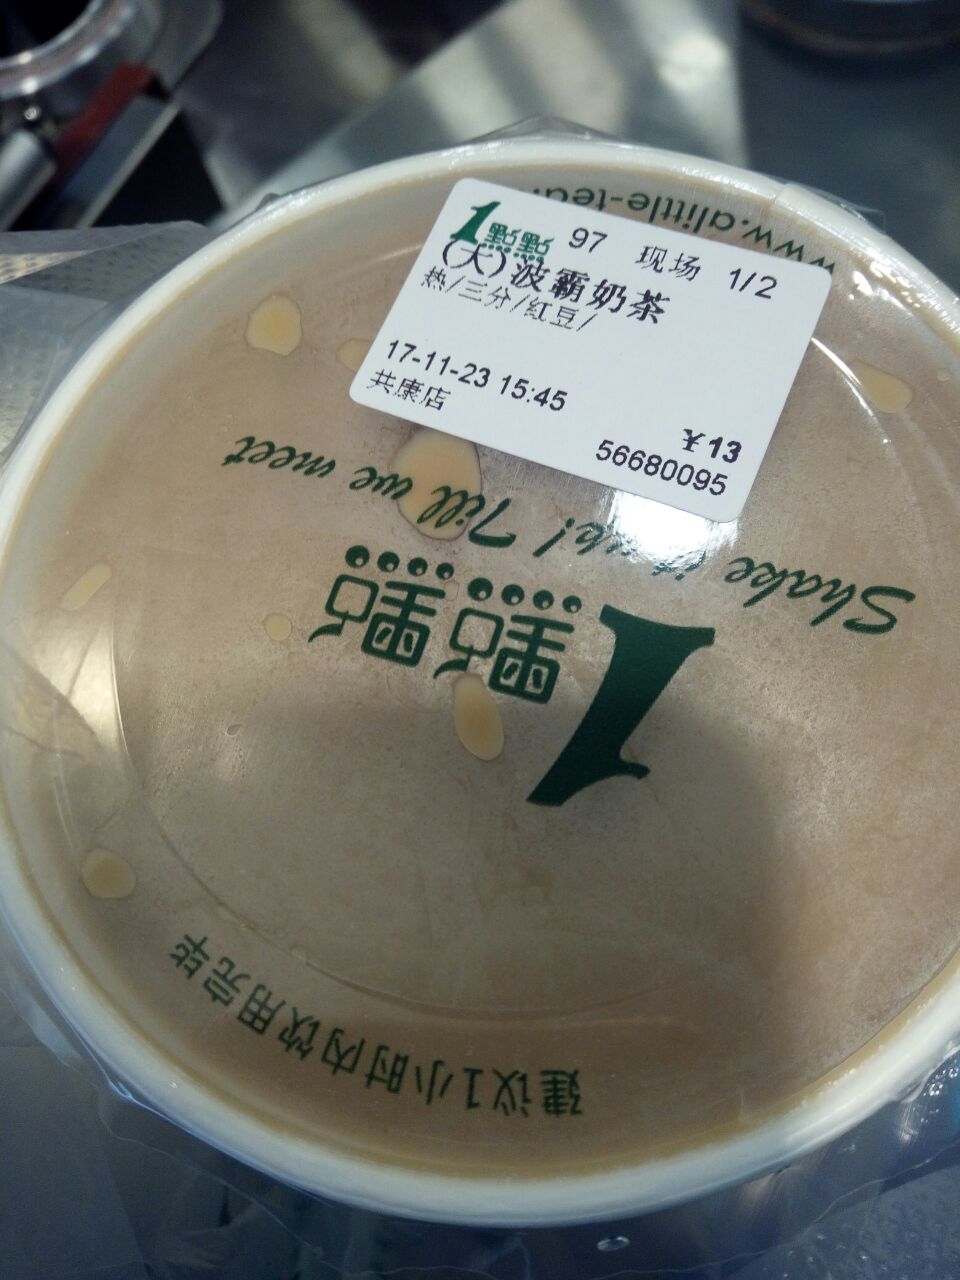 1點點 97 现场 1/2
(大)波霸奶茶
热/三分/红豆/
17-11-23 15:45
共康店
¥13
56680095
www.alittle-tea.
Shake it up! Till we meet
1點點
建议1小时内饮用完毕